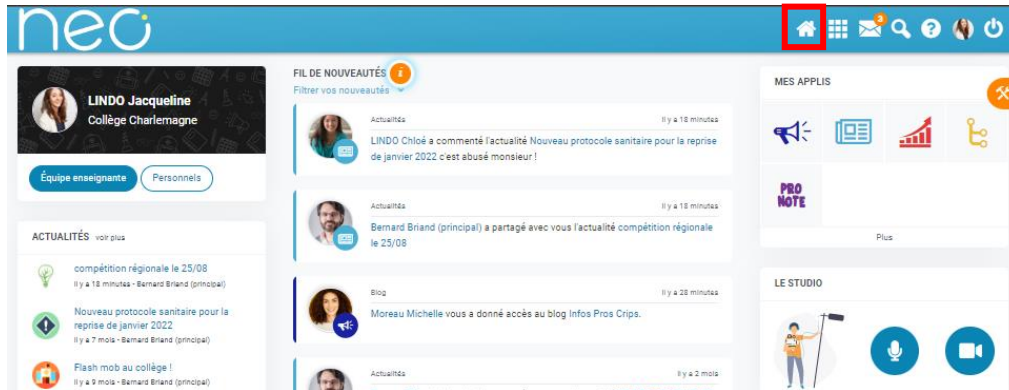 neo
3
LINDO Jacqueline
Collège Charlemagne
Équipe enseignante
Personnels
ACTUALITÉS voir plus
compétition régionale le 25/08
Il y a 18 minutes - Bernard Briand (principal)
Nouveau protocole sanitaire pour la
reprise de janvier 2022
Il y a 7 mois - Bernard Briand (principal)
Flash mob au collège !
Il y a 9 mois - Bernard Briand (principal)
FIL DE NOUVEAUTÉS
Filtrer vos nouveautés
Actualités
Il y a 18 minutes
LINDO Chloé a commenté l'actualité Nouveau protocole sanitaire pour la reprise
de janvier 2022 c'est abusé monsieur !
Actualités
Il y a 18 minutes
Bernard Briand (principal) a partagé avec vous l'actualité compétition régionale
le 25/08
Blog
Il y a 28 minutes
Moreau Michelle vous a donné accès au blog Infos Pros Crips.
Actualités
Il y a 2 mois
MES APPLIS
PRO
NOTE
Plus
LE STUDIO